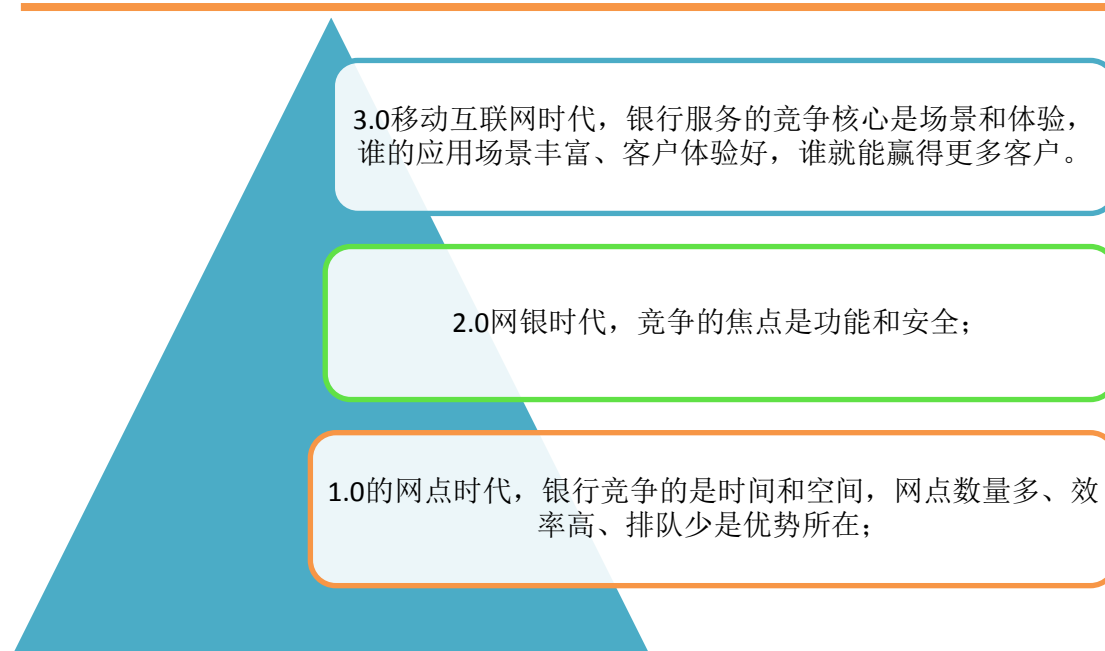 3.0移动互联网时代，银行服务的竞争核心是场景和体验，
谁的应用场景丰富、客户体验好，谁就能赢得更多客户。
2.0网银时代，竞争的焦点是功能和安全；
1.0的网点时代，银行竞争的是时间和空间，网点数量多、效
率高、排队少是优势所在；